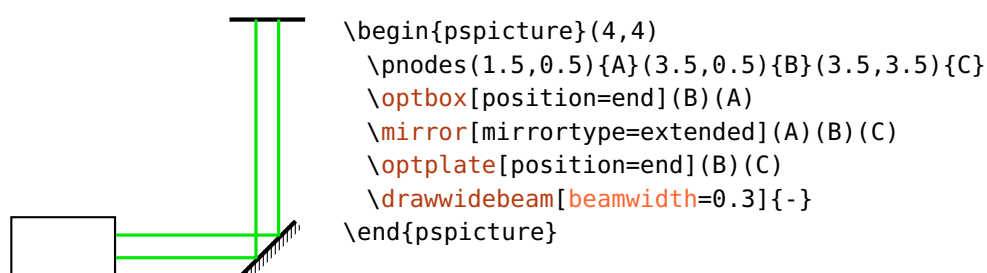 \begin{pspicture}(4,4)
  \pnodes(1.5,0.5){A}(3.5,0.5){B}(3.5,3.5){C}
  \optbox[position=end](B)(A)
  \mirror[mirrortype=extended](A)(B)(C)
  \optplate[position=end](B)(C)
  \drawwidebeam[beamwidth=0.3]{-}
\end{pspicture}